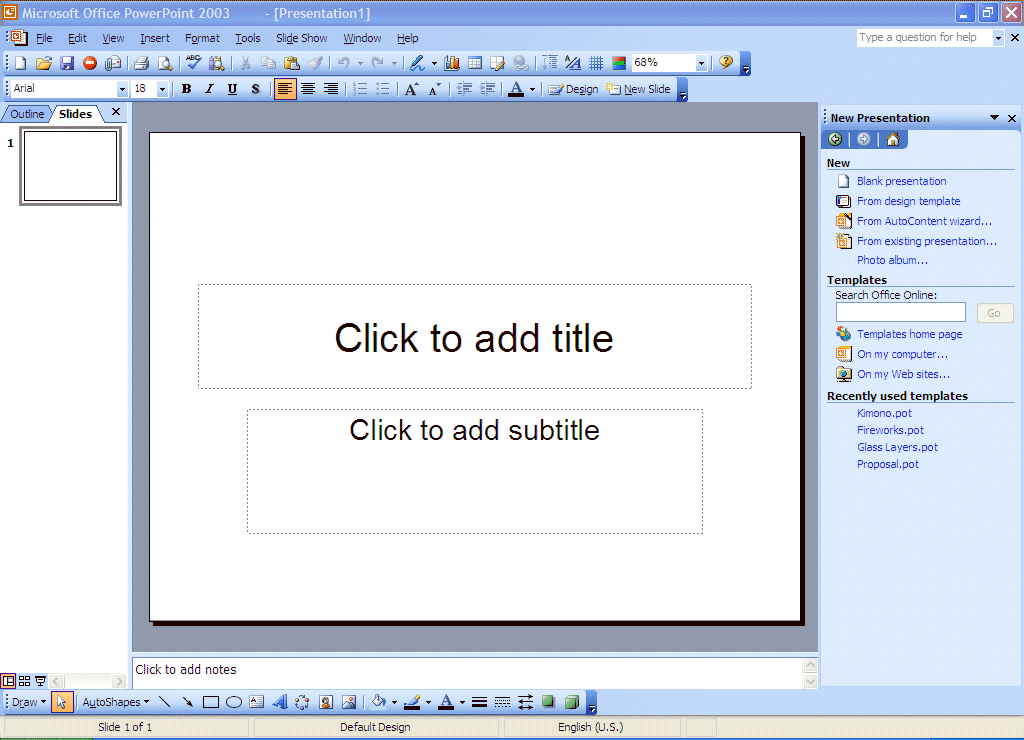 Microsoft Office PowerPoint 2003 - [Presentation1]
File Edit View Insert Format Tools Slide Show Window Help
Type a question for help
68%
Arial 18 B I U S A A A Design New Slide
Outline Slides
1
Click to add title
Click to add subtitle
Click to add notes
New Presentation
New
Blank presentation
From design template
From AutoContent wizard...
From existing presentation...
Photo album...
Templates
Search Office Online:
Go
Templates home page
On my computer...
On my Web sites...
Recently used templates
Kimono.pot
Fireworks.pot
Glass Layers.pot
Proposal.pot
Draw AutoShapes A
Slide 1 of 1 Default Design English (U.S.)